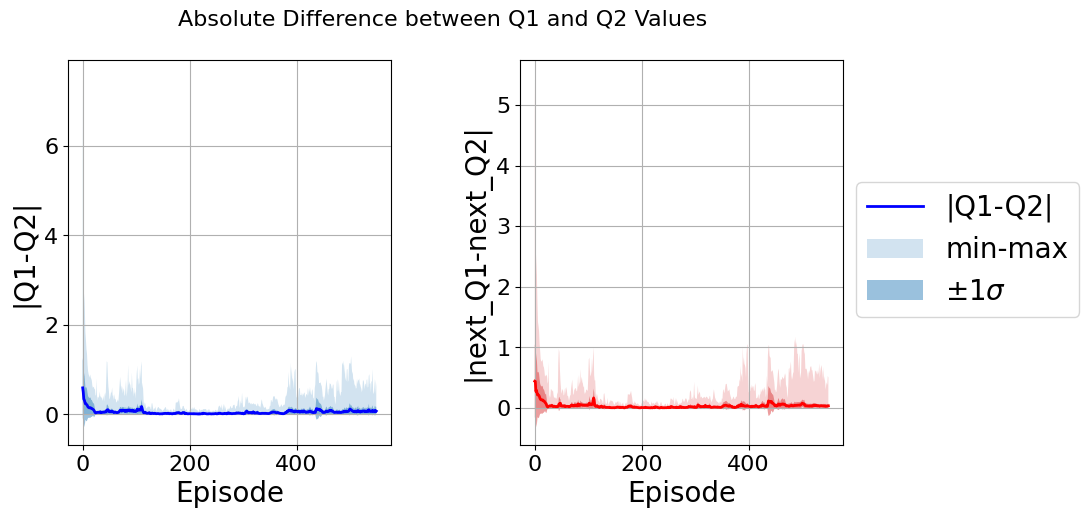 Absolute Difference between Q1 and Q2 Values
|Q1-Q2|
6
4
2
0
0
200
400
Episode
|next_Q1-next_Q2|
5
4
3
2
1
0
0
200
400
Episode
|Q1-Q2|
min-max
±1σ